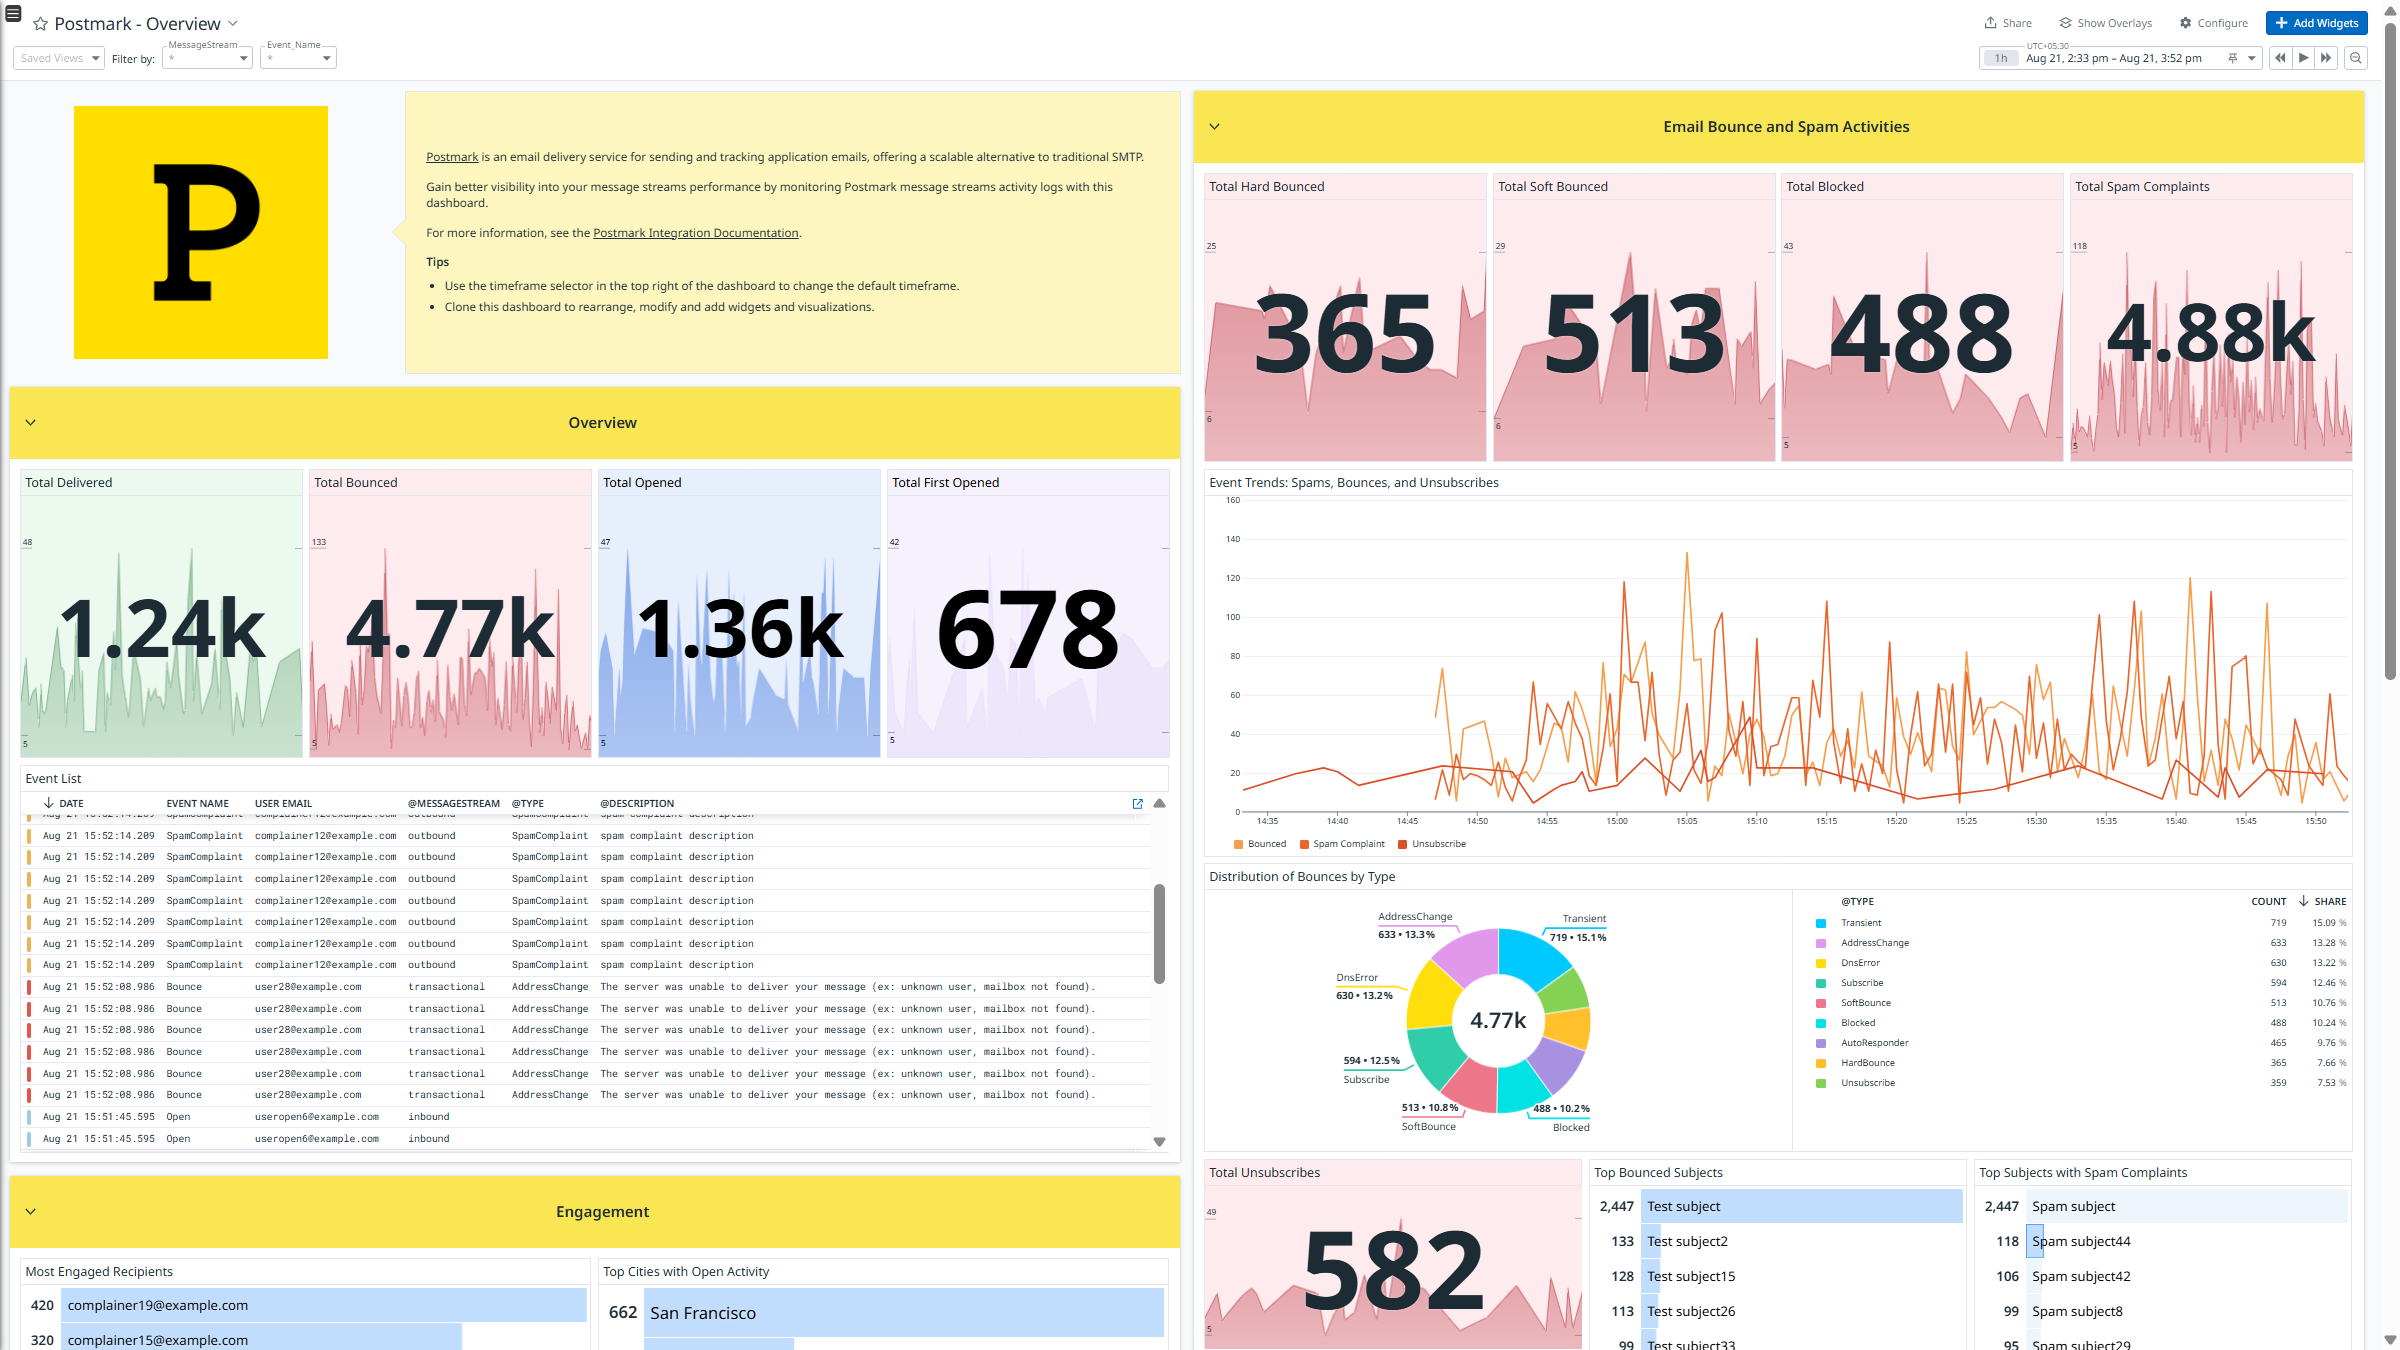 Postmark - Overview
Share
Show Overlays
Configure
Add Widgets
Saved Views
Filter by:
MessageStream
*
Event_Name
*
UTC+05:30
1h
Aug 21, 2:33 pm – Aug 21, 3:52 pm
P
Postmark is an email delivery service for sending and tracking application emails, offering a scalable alternative to traditional SMTP.
Gain better visibility into your message streams performance by monitoring Postmark message streams activity logs with this
dashboard.
For more information, see the Postmark Integration Documentation.
Tips
• Use the timeframe selector in the top right of the dashboard to change the default timeframe.
• Clone this dashboard to rearrange, modify and add widgets and visualizations.
Overview
Total Delivered
48
1.24k
5
Total Bounced
133
4.77k
5
Total Opened
47
1.36k
5
Total First Opened
42
678
5
Event List
DATE EVENT NAME USER EMAIL @MESSAGESTREAM @TYPE @DESCRIPTION
Aug 21 15:52:14.209 SpamComplaint complainer12@example.com outbound SpamComplaint spam complaint description
Aug 21 15:52:14.209 SpamComplaint complainer12@example.com outbound SpamComplaint spam complaint description
Aug 21 15:52:14.209 SpamComplaint complainer12@example.com outbound SpamComplaint spam complaint description
Aug 21 15:52:14.209 SpamComplaint complainer12@example.com outbound SpamComplaint spam complaint description
Aug 21 15:52:14.209 SpamComplaint complainer12@example.com outbound SpamComplaint spam complaint description
Aug 21 15:52:14.209 SpamComplaint complainer12@example.com outbound SpamComplaint spam complaint description
Aug 21 15:52:14.209 SpamComplaint complainer12@example.com outbound SpamComplaint spam complaint description
Aug 21 15:52:14.209 SpamComplaint complainer12@example.com outbound SpamComplaint spam complaint description
Aug 21 15:52:08.986 Bounce user28@example.com transactional AddressChange The server was unable to deliver your message (ex: unknown user, mailbox not found).
Aug 21 15:52:08.986 Bounce user28@example.com transactional AddressChange The server was unable to deliver your message (ex: unknown user, mailbox not found).
Aug 21 15:52:08.986 Bounce user28@example.com transactional AddressChange The server was unable to deliver your message (ex: unknown user, mailbox not found).
Aug 21 15:52:08.986 Bounce user28@example.com transactional AddressChange The server was unable to deliver your message (ex: unknown user, mailbox not found).
Aug 21 15:52:08.986 Bounce user28@example.com transactional AddressChange The server was unable to deliver your message (ex: unknown user, mailbox not found).
Aug 21 15:52:08.986 Bounce user28@example.com transactional AddressChange The server was unable to deliver your message (ex: unknown user, mailbox not found).
Aug 21 15:51:45.595 Open useropen6@example.com inbound
Aug 21 15:51:45.595 Open useropen6@example.com inbound
Engagement
Most Engaged Recipients
420 complainer19@example.com
320 complainer15@example.com
Top Cities with Open Activity
662 San Francisco
Email Bounce and Spam Activities
Total Hard Bounced
25
365
6
Total Soft Bounced
29
513
6
Total Blocked
43
488
5
Total Spam Complaints
118
4.88k
5
Event Trends: Spams, Bounces, and Unsubscribes
160
140
120
100
80
60
40
20
0
14:35 14:40 14:45 14:50 14:55 15:00 15:05 15:10 15:15 15:20 15:25 15:30 15:35 15:40 15:45 15:50
Bounced Spam Complaint Unsubscribe
Distribution of Bounces by Type
AddressChange
633 • 13.3%
Transient
719 • 15.1%
DnsError
630 • 13.2%
4.77k
594 • 12.5%
Subscribe
513 • 10.8%
SoftBounce
488 • 10.2%
Blocked
@TYPE COUNT SHARE
Transient 719 15.09 %
AddressChange 633 13.28 %
DnsError 630 13.22 %
Subscribe 594 12.46 %
SoftBounce 513 10.76 %
Blocked 488 10.24 %
AutoResponder 465 9.76 %
HardBounce 365 7.66 %
Unsubscribe 359 7.53 %
Total Unsubscribes
49
582
5
Top Bounced Subjects
2,447 Test subject
133 Test subject2
128 Test subject15
113 Test subject26
99 Test subject33
Top Subjects with Spam Complaints
2,447 Spam subject
118 Spam subject44
106 Spam subject42
99 Spam subject8
95 Spam subject29